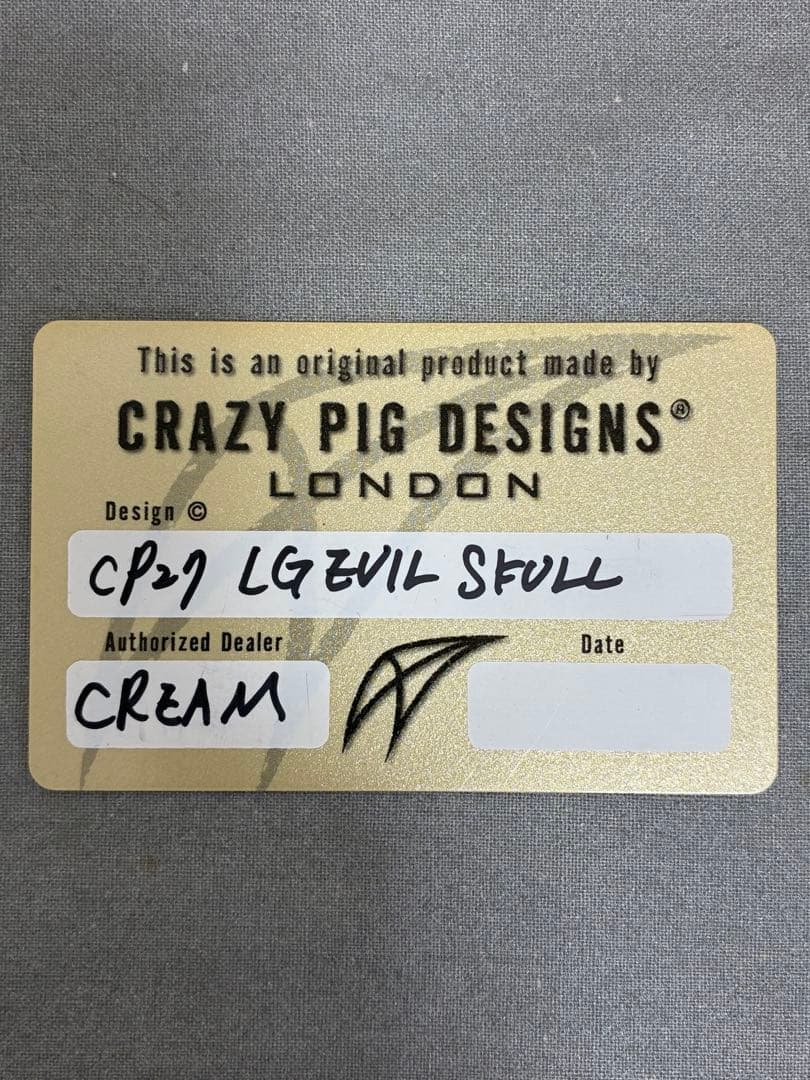 This is an original product made by
CRAZY PIG DESIGNS®
LONDON
Design ©
CP27 LG EVIL SKULL
Authorized Dealer
Date
CREAM